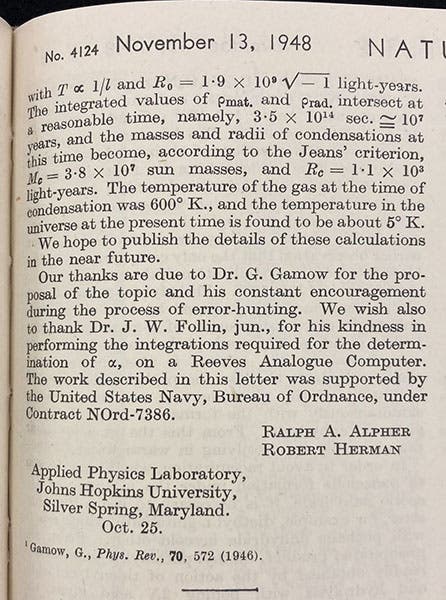 No. 4124 November 13, 1948 NATU
with T ∝ 1/l and R₀ = 1·9 × 10⁹ √−1 light-years.
The integrated values of ρmat. and ρrad. intersect at
a reasonable time, namely, 3·5 × 10¹⁴ sec. ≃ 10⁷
years, and the masses and radii of condensations at
this time become, according to the Jeans' criterion,
Mc = 3·8 × 10⁷ sun masses, and Rc = 1·1 × 10³
light-years. The temperature of the gas at the time of
condensation was 600° K., and the temperature in the
universe at the present time is found to be about 5° K.
We hope to publish the details of these calculations
in the near future.
Our thanks are due to Dr. G. Gamow for the pro-
posal of the topic and his constant encouragement
during the process of error-hunting. We wish also
to thank Dr. J. W. Follin, jun., for his kindness in
performing the integrations required for the determ-
ination of α, on a Reeves Analogue Computer.
The work described in this letter was supported by
the United States Navy, Bureau of Ordnance, under
Contract NOrd-7386.
RALPH A. ALPHER
ROBERT HERMAN
Applied Physics Laboratory,
Johns Hopkins University,
Silver Spring, Maryland.
Oct. 25.
¹ Gamow, G., Phys. Rev., 70, 572 (1946).